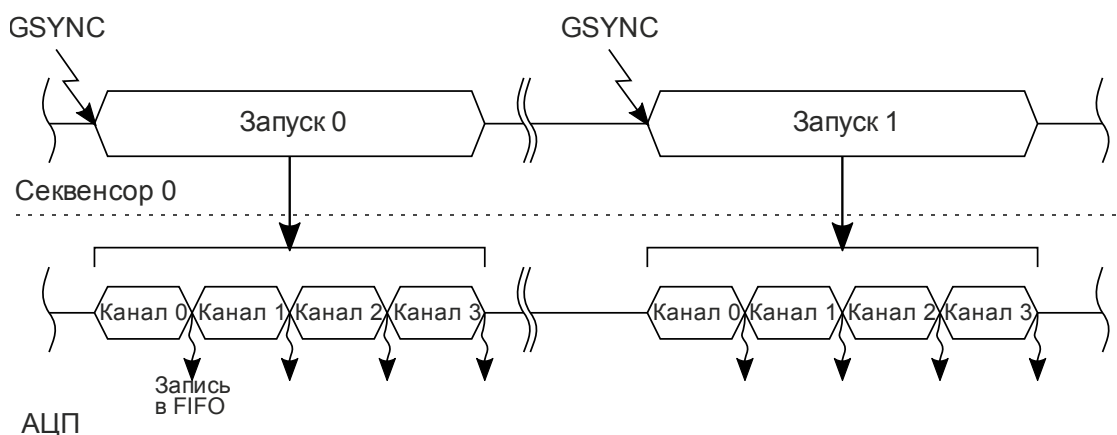 GSYNC GSYNC
Запуск 0 Запуск 1
Секвенсор 0
Канал 0 Канал 1 Канал 2 Канал 3 Канал 0 Канал 1 Канал 2 Канал 3
Запись
в FIFO
АЦП